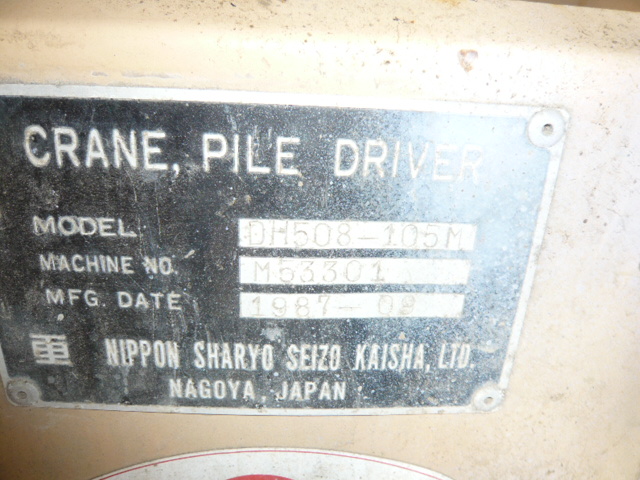 CRANE, PILE DRIVER
MODEL DH508-105M
MACHINE NO. M53301
MFG. DATE 1987-09
NIPPON SHARYO SEIZO KAISHA, LTD.
NAGOYA, JAPAN